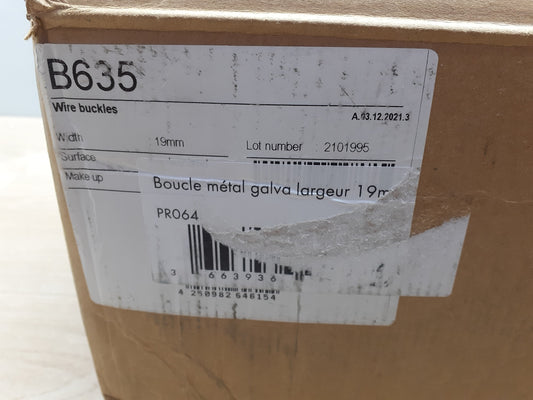 B635
Wire buckles
A.03.12.2021.3
Width 19mm Lot number 2101995
Surface
Make up
Boucle métal galva largeur 19m
PR064
3 663936
4 250982 648154